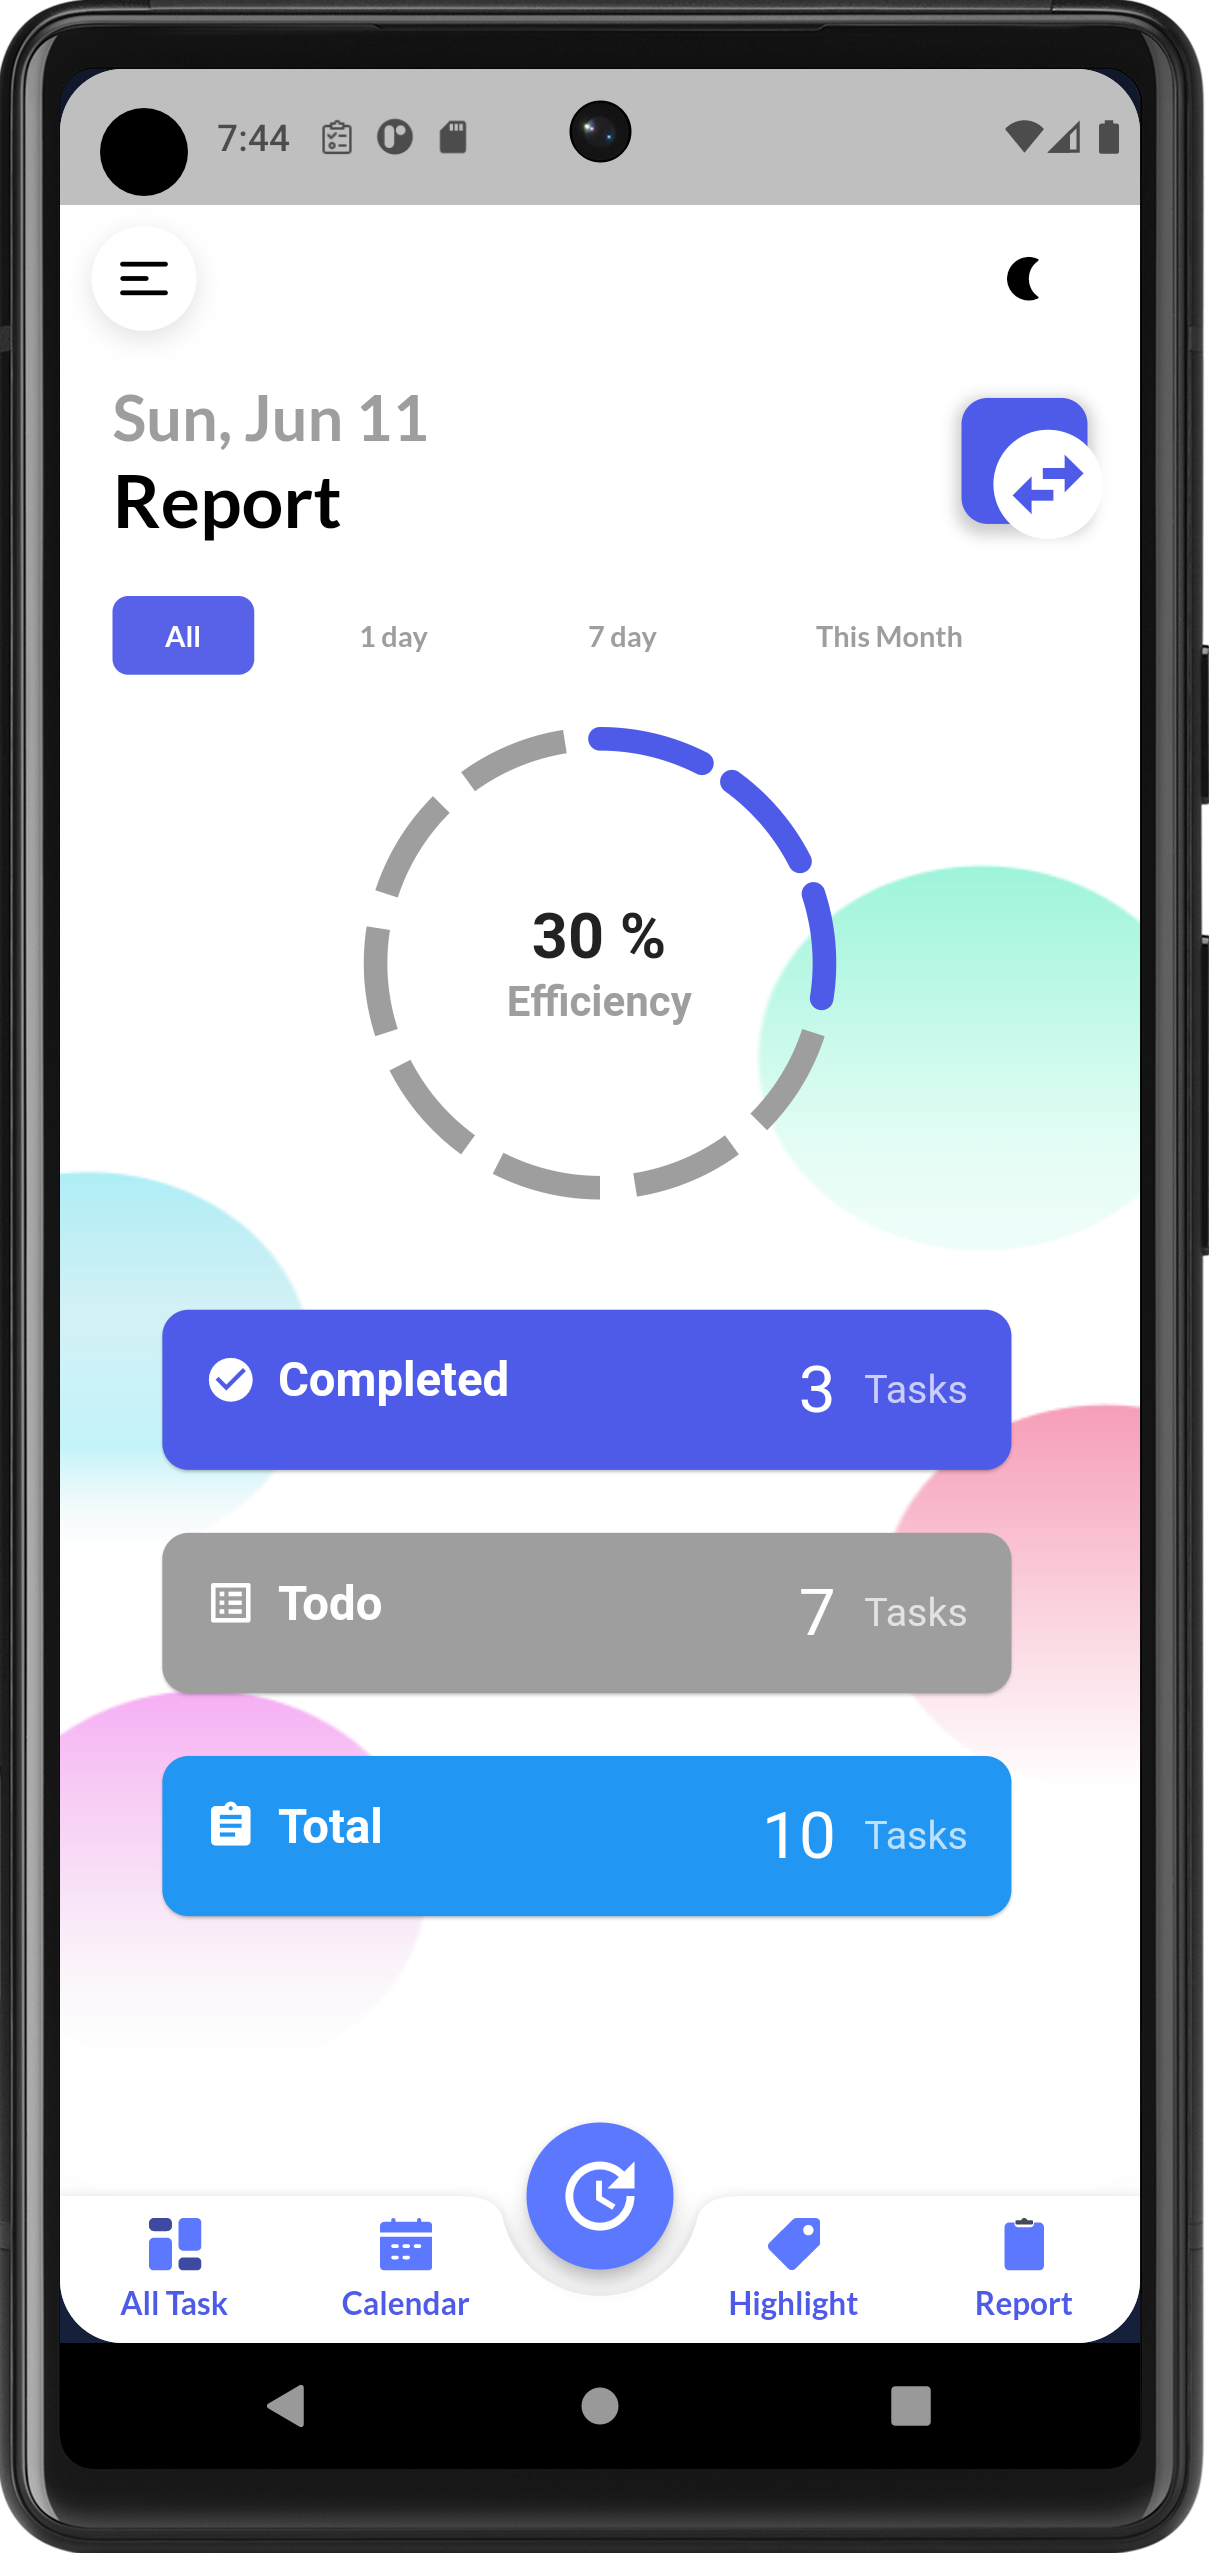 7:44
Sun, Jun 11
Report
All 1 day 7 day This Month
30 %
Efficiency
Completed 3 Tasks
Todo 7 Tasks
Total 10 Tasks
All Task Calendar Highlight Report